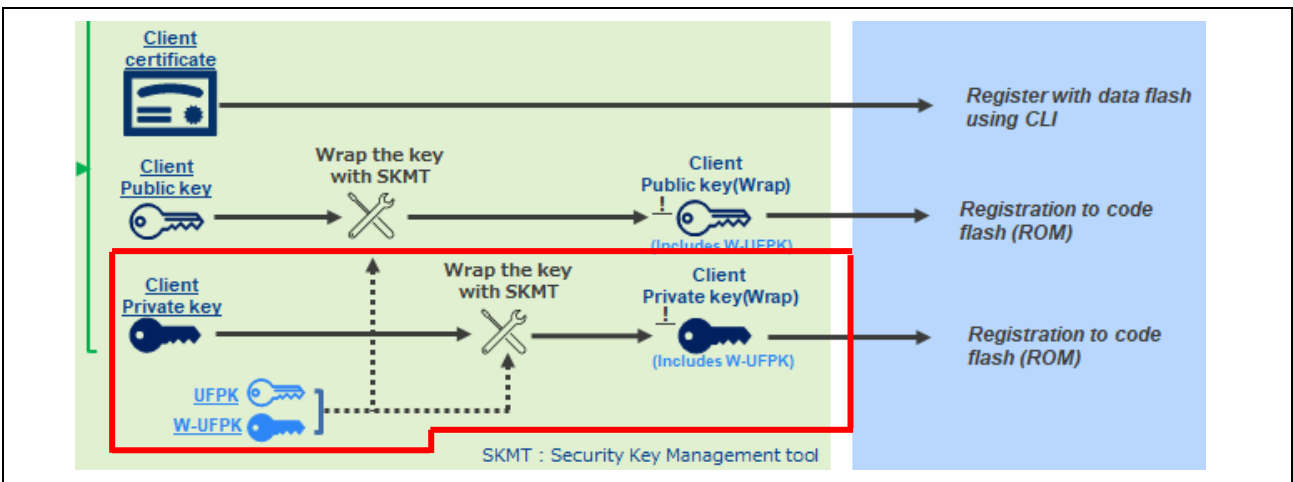 Client
certificate
Register with data flash
using CLI
Client
Public key
Wrap the key
with SKMT
Client
Public key(Wrap)
!
(Includes W-UFPK)
Registration to code
flash (ROM)
Client
Private key
Wrap the key
with SKMT
Client
Private key(Wrap)
!
(Includes W-UFPK)
Registration to code
flash (ROM)
UFPK
W-UFPK
SKMT : Security Key Management tool